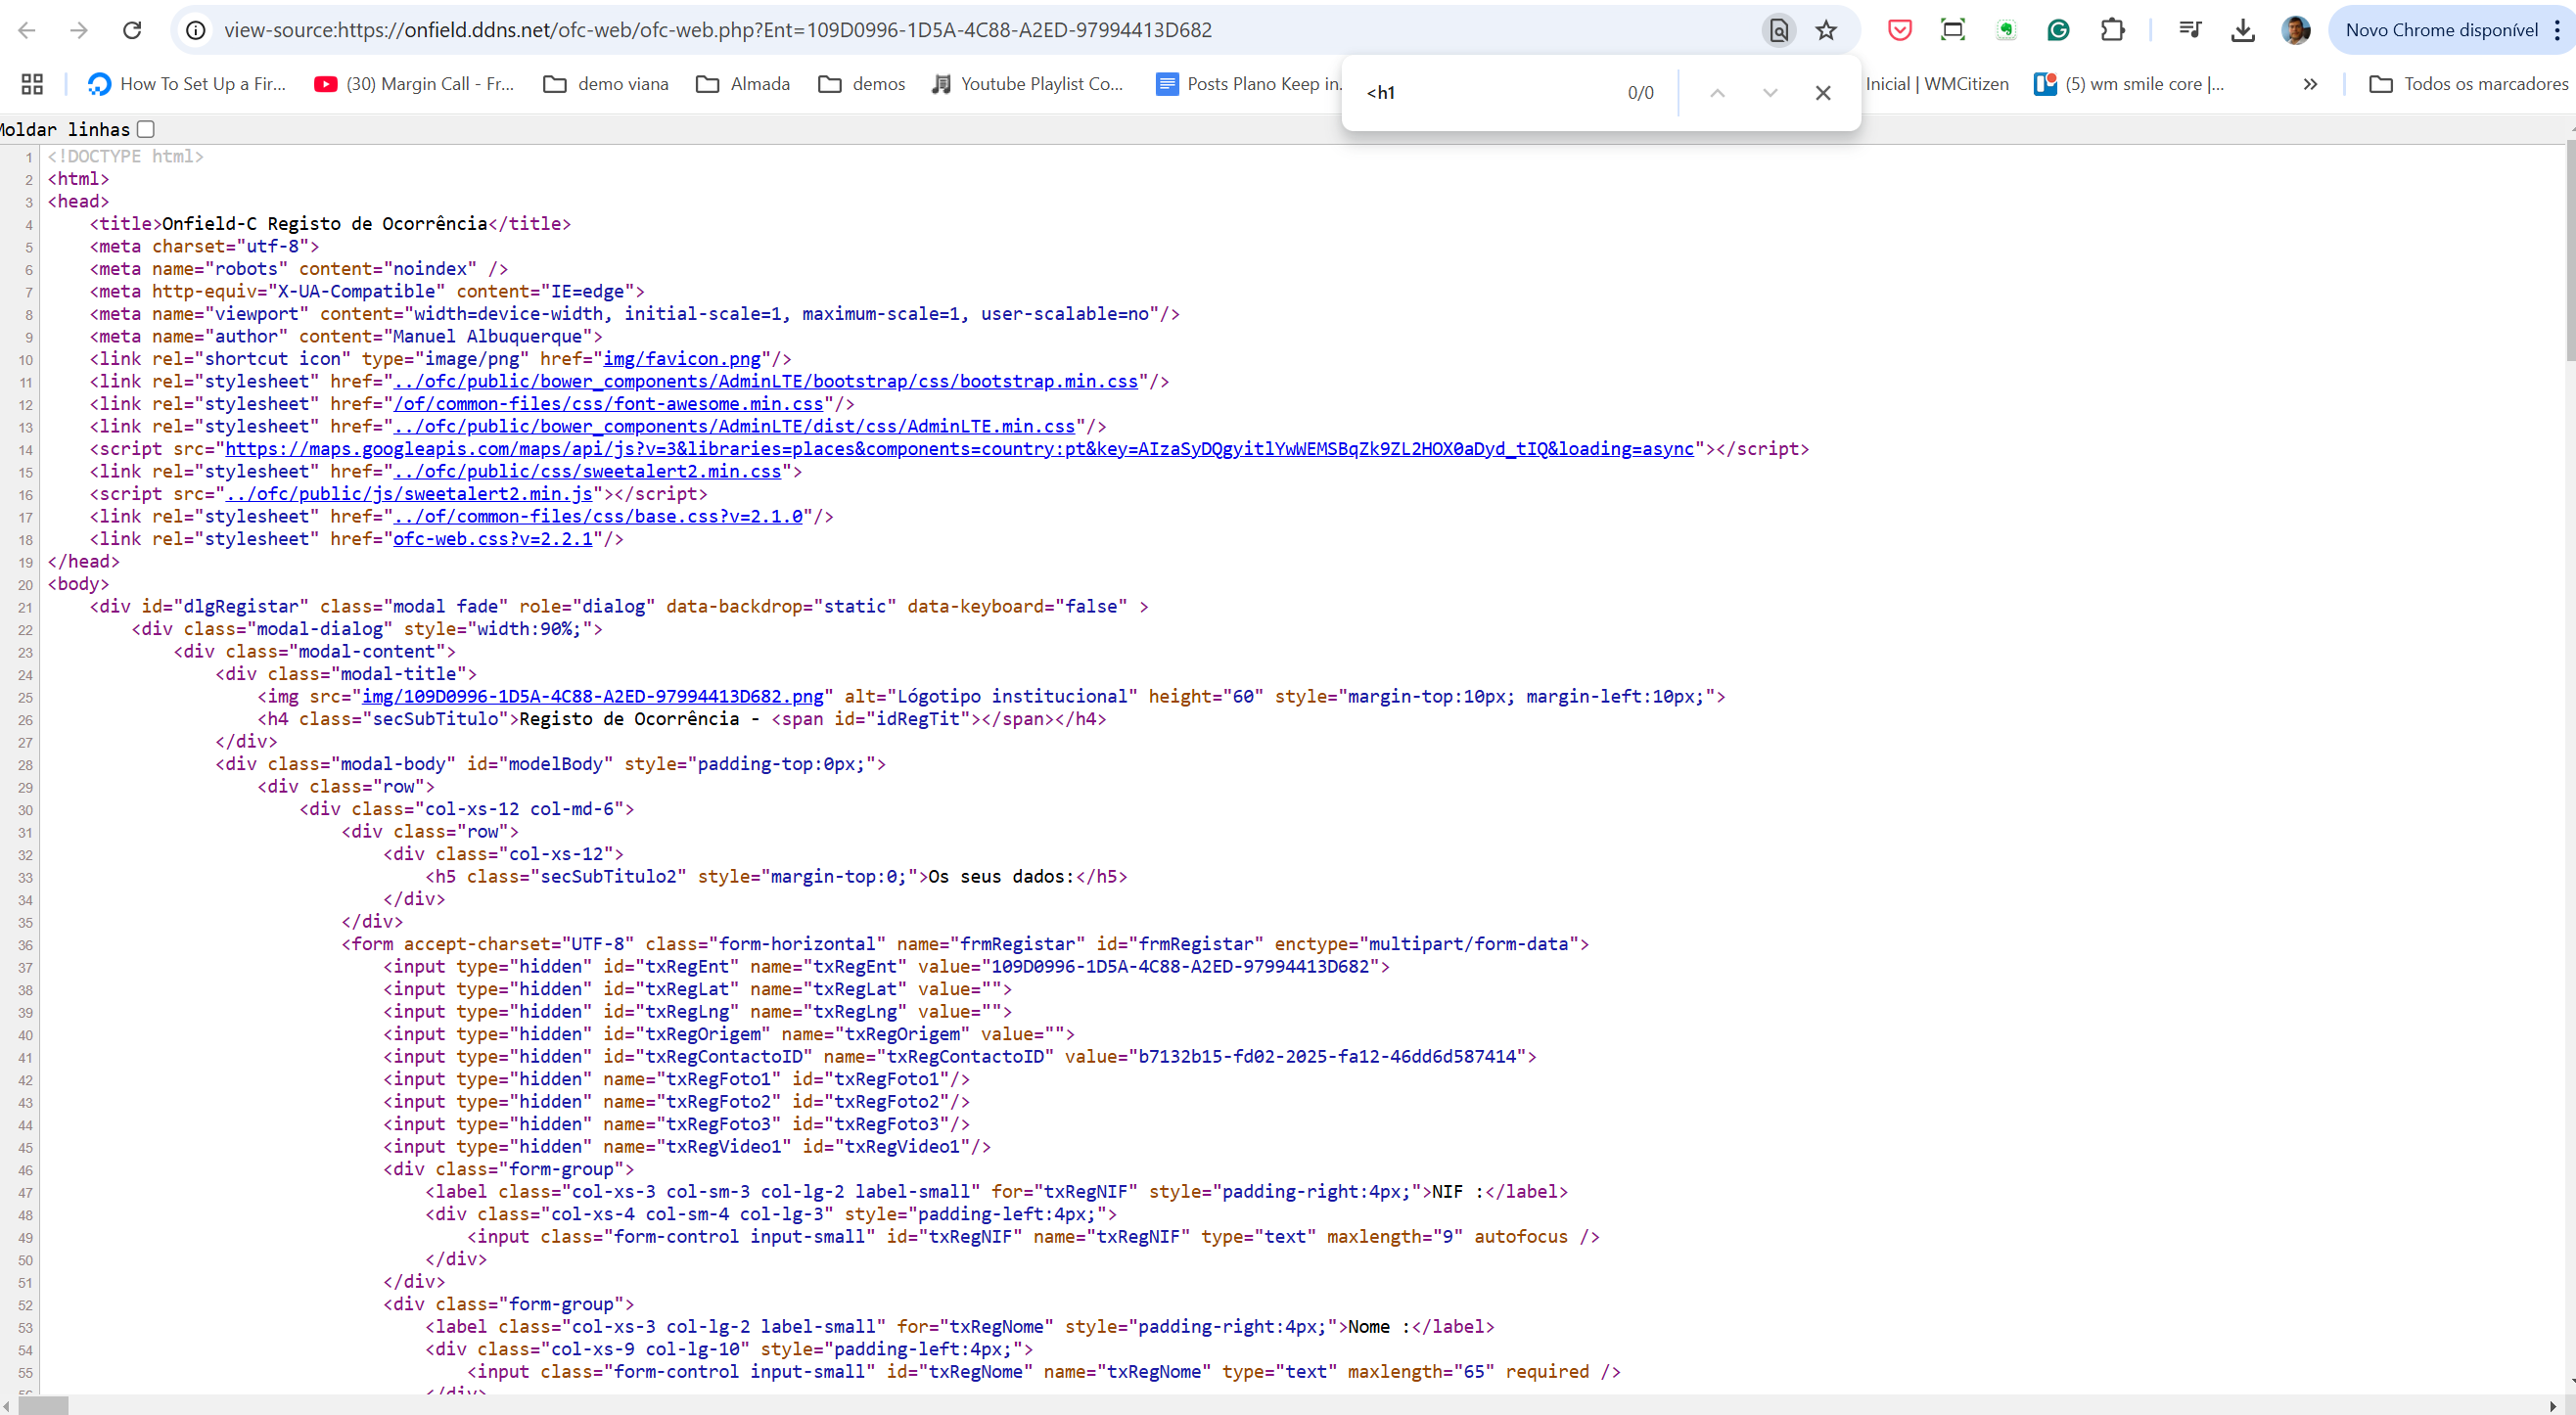 view-source:https://onfield.ddns.net/ofc-web/ofc-web.php?Ent=109D0996-1D5A-4C88-A2ED-97994413D682
Novo Chrome disponível
How To Set Up a Fir...
(30) Margin Call - Fr...
demo viana
Almada
demos
Youtube Playlist Co...
Posts Plano Keep in.
<h1
0/0
Inicial | WMCitizen
(5) wm smile core |...
»
Todos os marcadores
Moldar linhas
1 <!DOCTYPE html>
2 <html>
3 <head>
4 <title>Onfield-C Registo de Ocorrência</title>
5 <meta charset="utf-8">
6 <meta name="robots" content="noindex" />
7 <meta http-equiv="X-UA-Compatible" content="IE=edge">
8 <meta name="viewport" content="width=device-width, initial-scale=1, maximum-scale=1, user-scalable=no"/>
9 <meta name="author" content="Manuel Albuquerque">
10 <link rel="shortcut icon" type="image/png" href="img/favicon.png"/>
11 <link rel="stylesheet" href="../ofc/public/bower_components/AdminLTE/bootstrap/css/bootstrap.min.css"/>
12 <link rel="stylesheet" href="/of/common-files/css/font-awesome.min.css"/>
13 <link rel="stylesheet" href="../ofc/public/bower_components/AdminLTE/dist/css/AdminLTE.min.css"/>
14 <script src="https://maps.googleapis.com/maps/api/js?v=3&libraries=places&components=country:pt&key=AIzaSyDQgyitlYwWEMSBqZk9ZL2HOX0aDyd_tIQ&loading=async"></script>
15 <link rel="stylesheet" href="../ofc/public/css/sweetalert2.min.css">
16 <script src="../ofc/public/js/sweetalert2.min.js"></script>
17 <link rel="stylesheet" href="../of/common-files/css/base.css?v=2.1.0"/>
18 <link rel="stylesheet" href="ofc-web.css?v=2.2.1"/>
19 </head>
20 <body>
21 <div id="dlgRegistar" class="modal fade" role="dialog" data-backdrop="static" data-keyboard="false" >
22 <div class="modal-dialog" style="width:90%;">
23 <div class="modal-content">
24 <div class="modal-title">
25 <img src="img/109D0996-1D5A-4C88-A2ED-97994413D682.png" alt="Lógotipo institucional" height="60" style="margin-top:10px; margin-left:10px;">
26 <h4 class="secSubTitulo">Registo de Ocorrência - <span id="idRegTit"></span></h4>
27 </div>
28 <div class="modal-body" id="modelBody" style="padding-top:0px;">
29 <div class="row">
30 <div class="col-xs-12 col-md-6">
31 <div class="row">
32 <div class="col-xs-12">
33 <h5 class="secSubTitulo2" style="margin-top:0;">Os seus dados:</h5>
34 </div>
35 </div>
36 <form accept-charset="UTF-8" class="form-horizontal" name="frmRegistar" id="frmRegistar" enctype="multipart/form-data">
37 <input type="hidden" id="txRegEnt" name="txRegEnt" value="109D0996-1D5A-4C88-A2ED-97994413D682">
38 <input type="hidden" id="txRegLat" name="txRegLat" value="">
39 <input type="hidden" id="txRegLng" name="txRegLng" value="">
40 <input type="hidden" id="txRegOrigem" name="txRegOrigem" value="">
41 <input type="hidden" id="txRegContactoID" name="txRegContactoID" value="b7132b15-fd02-2025-fa12-46dd6d587414">
42 <input type="hidden" name="txRegFoto1" id="txRegFoto1"/>
43 <input type="hidden" name="txRegFoto2" id="txRegFoto2"/>
44 <input type="hidden" name="txRegFoto3" id="txRegFoto3"/>
45 <input type="hidden" name="txRegVideo1" id="txRegVideo1"/>
46 <div class="form-group">
47 <label class="col-xs-3 col-sm-3 col-lg-2 label-small" for="txRegNIF" style="padding-right:4px;">NIF :</label>
48 <div class="col-xs-4 col-sm-4 col-lg-3" style="padding-left:4px;">
49 <input class="form-control input-small" id="txRegNIF" name="txRegNIF" type="text" maxlength="9" autofocus />
50 </div>
51 </div>
52 <div class="form-group">
53 <label class="col-xs-3 col-lg-2 label-small" for="txRegNome" style="padding-right:4px;">Nome :</label>
54 <div class="col-xs-9 col-lg-10" style="padding-left:4px;">
55 <input class="form-control input-small" id="txRegNome" name="txRegNome" type="text" maxlength="65" required />
56 </div>